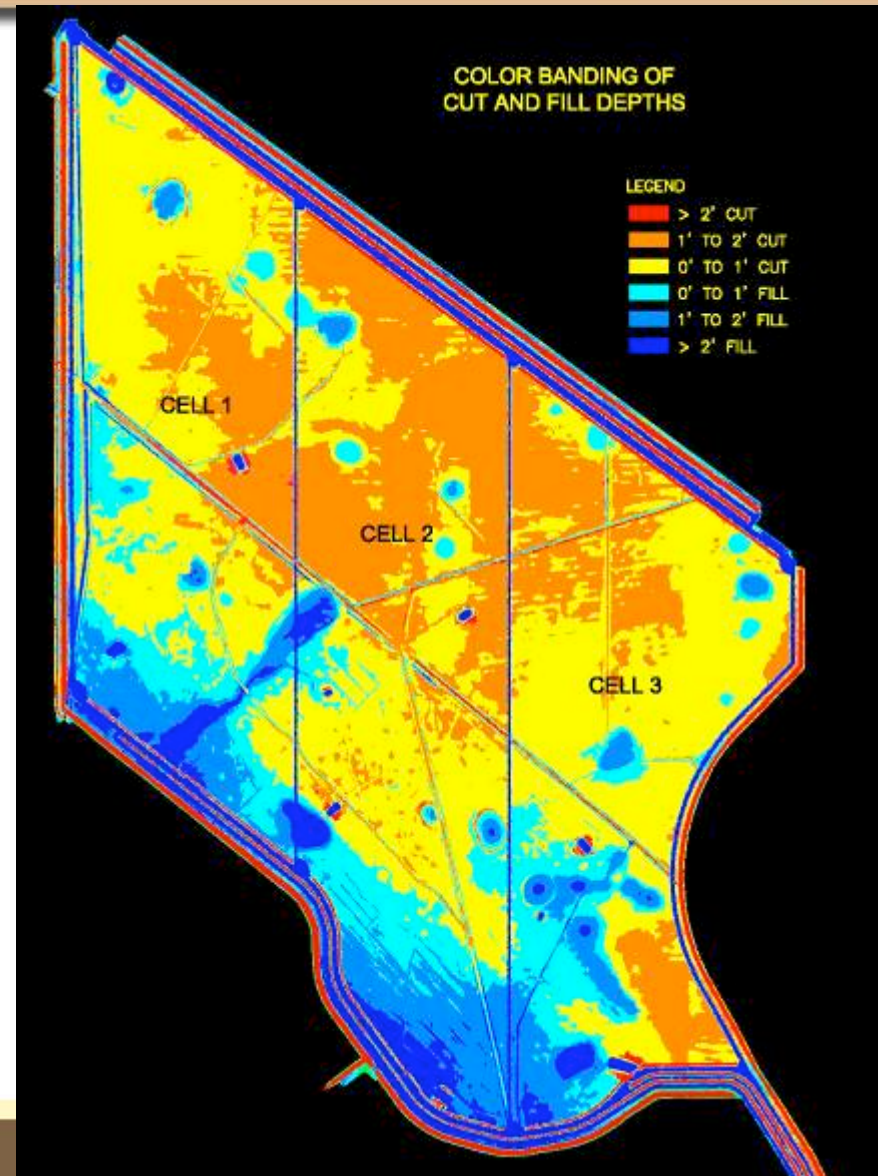 COLOR BANDING OF
CUT AND FILL DEPTHS
LEGEND
> 2' CUT
1' TO 2' CUT
0' TO 1' CUT
0' TO 1' FILL
1' TO 2' FILL
> 2' FILL
CELL 1
CELL 2
CELL 3